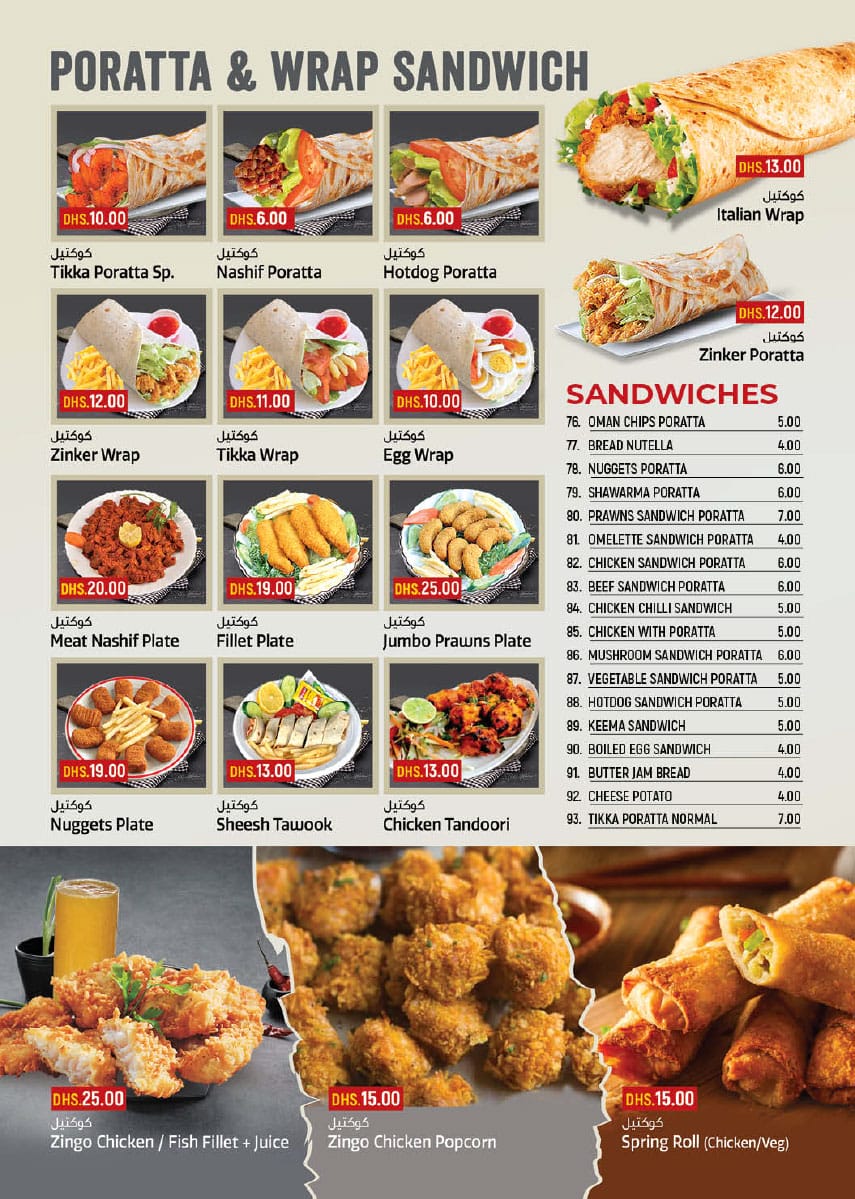 PORATTA & WRAP SANDWICH
DHS.10.00
كوكتيل
Tikka Poratta Sp.
DHS.6.00
كوكتيل
Nashif Poratta
DHS.6.00
كوكتيل
Hotdog Poratta
DHS.13.00
كوكتيل
Italian Wrap
DHS.12.00
كوكتيل
Zinker Poratta
DHS.12.00
كوكتيل
Zinker Wrap
DHS.11.00
كوكتيل
Tikka Wrap
DHS.10.00
كوكتيل
Egg Wrap
DHS.20.00
كوكتيل
Meat Nashif Plate
DHS.19.00
كوكتيل
Fillet Plate
DHS.25.00
كوكتيل
Jumbo Prawns Plate
DHS.19.00
كوكتيل
Nuggets Plate
DHS.13.00
كوكتيل
Sheesh Tawook
DHS.13.00
كوكتيل
Chicken Tandoori
SANDWICHES
76. OMAN CHIPS PORATTA 5.00
77. BREAD NUTELLA 4.00
78. NUGGETS PORATTA 6.00
79. SHAWARMA PORATTA 6.00
80. PRAWNS SANDWICH PORATTA 7.00
81. OMELETTE SANDWICH PORATTA 4.00
82. CHICKEN SANDWICH PORATTA 6.00
83. BEEF SANDWICH PORATTA 6.00
84. CHICKEN CHILLI SANDWICH 5.00
85. CHICKEN WITH PORATTA 5.00
86. MUSHROOM SANDWICH PORATTA 6.00
87. VEGETABLE SANDWICH PORATTA 5.00
88. HOTDOG SANDWICH PORATTA 5.00
89. KEEMA SANDWICH 5.00
90. BOILED EGG SANDWICH 4.00
91. BUTTER JAM BREAD 4.00
92. CHEESE POTATO 4.00
93. TIKKA PORATTA NORMAL 7.00
DHS.25.00
كوكتيل
Zingo Chicken / Fish Fillet + Juice
DHS.15.00
كوكتيل
Zingo Chicken Popcorn
DHS.15.00
كوكتيل
Spring Roll (Chicken/Veg)